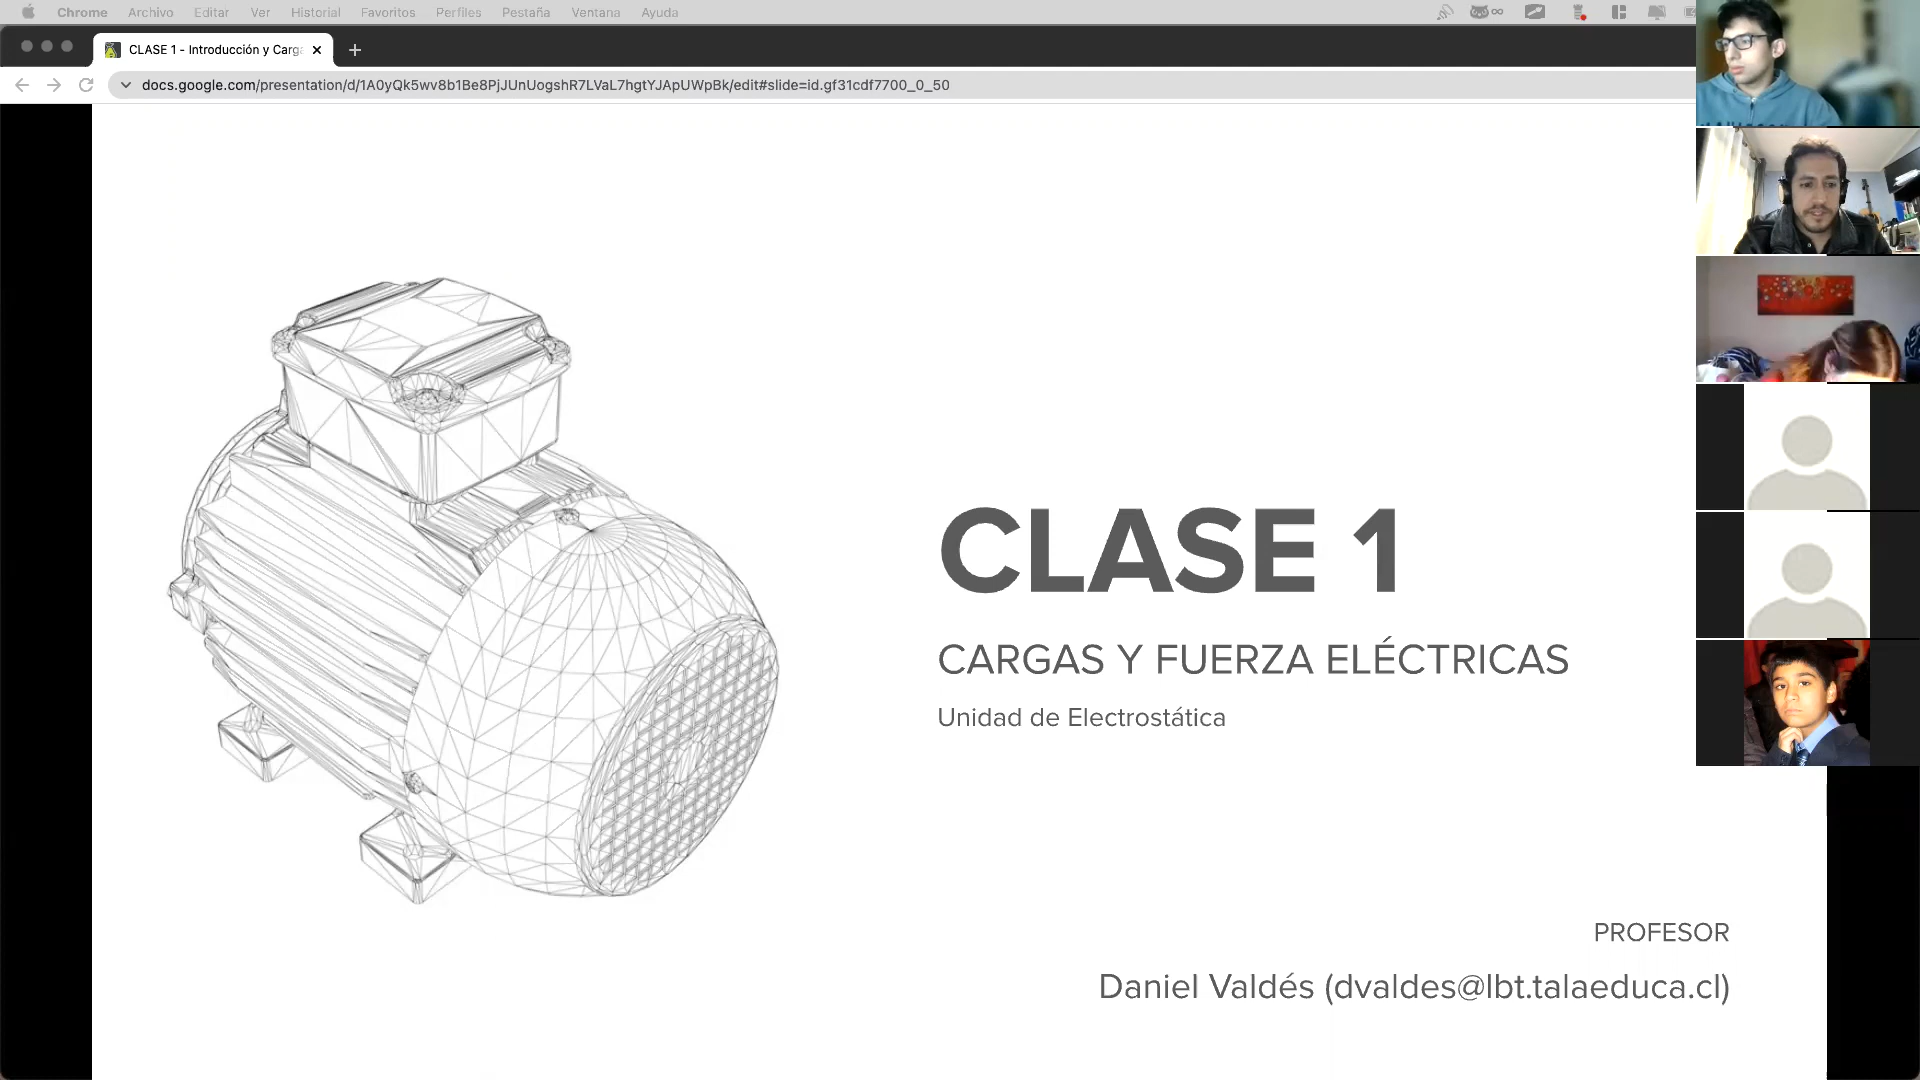 Chrome Archivo Editar Ver Historial Favoritos Perfiles Pestaña Ventana Ayuda
CLASE 1 - Introducción y Carga
docs.google.com/presentation/d/1A0yQk5wv8b1Be8PjJUnUogshR7LVaL7hgtYJApUWpBk/edit#slide=id.gf31cdf7700_0_50
CLASE 1
CARGAS Y FUERZA ELÉCTRICAS
Unidad de Electrostática
PROFESOR
Daniel Valdés (dvaldes@lbt.talaeduca.cl)